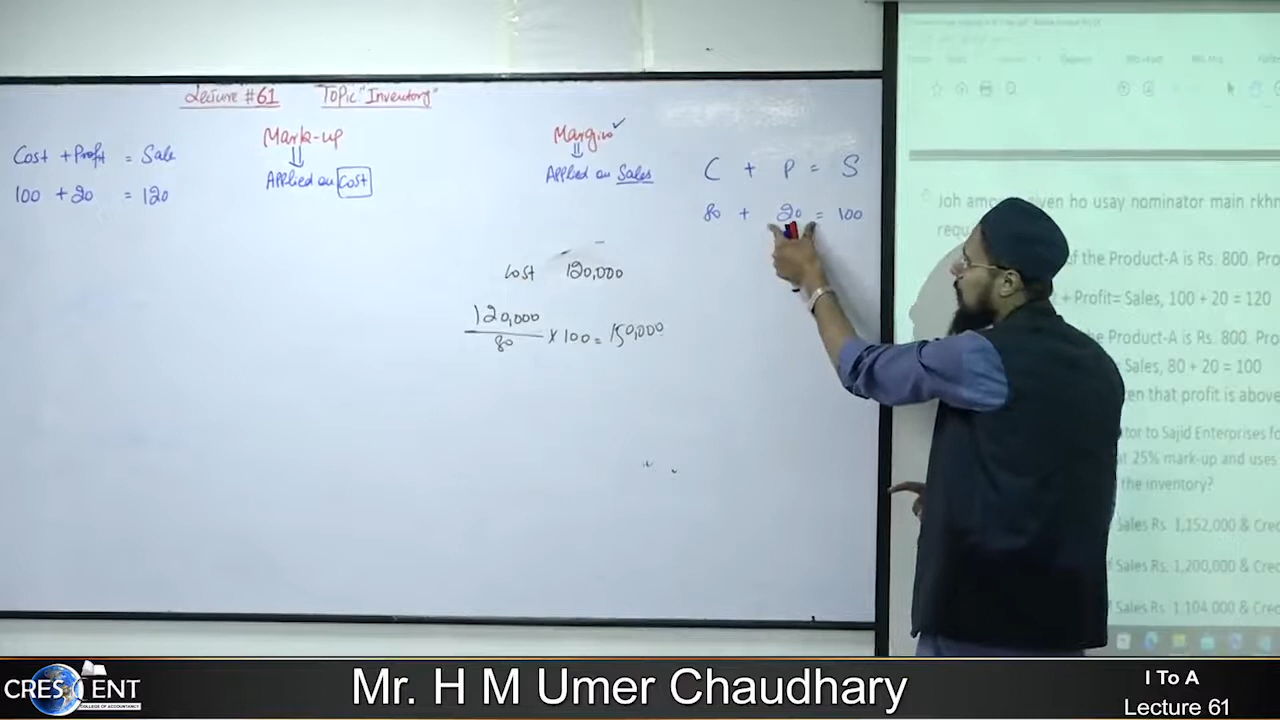 Lecture #61 Topic "Inventory"
Mark-up
Applied on Cost
Cost + Profit = Sale
100 + 20 = 120
Margin ✓
Applied on Sales
C + P = S
80 + 20 = 100
Cost 120,000
120,000
80
× 100 = 150,000
Joh
given ho usay nominator main rkhn
of the Product-A is Rs. 800. Pro
+ Profit= Sales, 100 + 20 = 120
the Product-A is Rs. 800. Pro
Sales, 80 + 20 = 100
that profit is above
to Sajid Enterprises fo
25% mark-up and uses
the inventory?
Sales Rs. 1,152,000 & Cre
Sales Rs. 1,200,000 & Cre
Sales Rs. 1,104,000 & Cre
CRESCENT
COLLEGE OF ACCOUNTANCY
Mr. H M Umer Chaudhary
I To A
Lecture 61